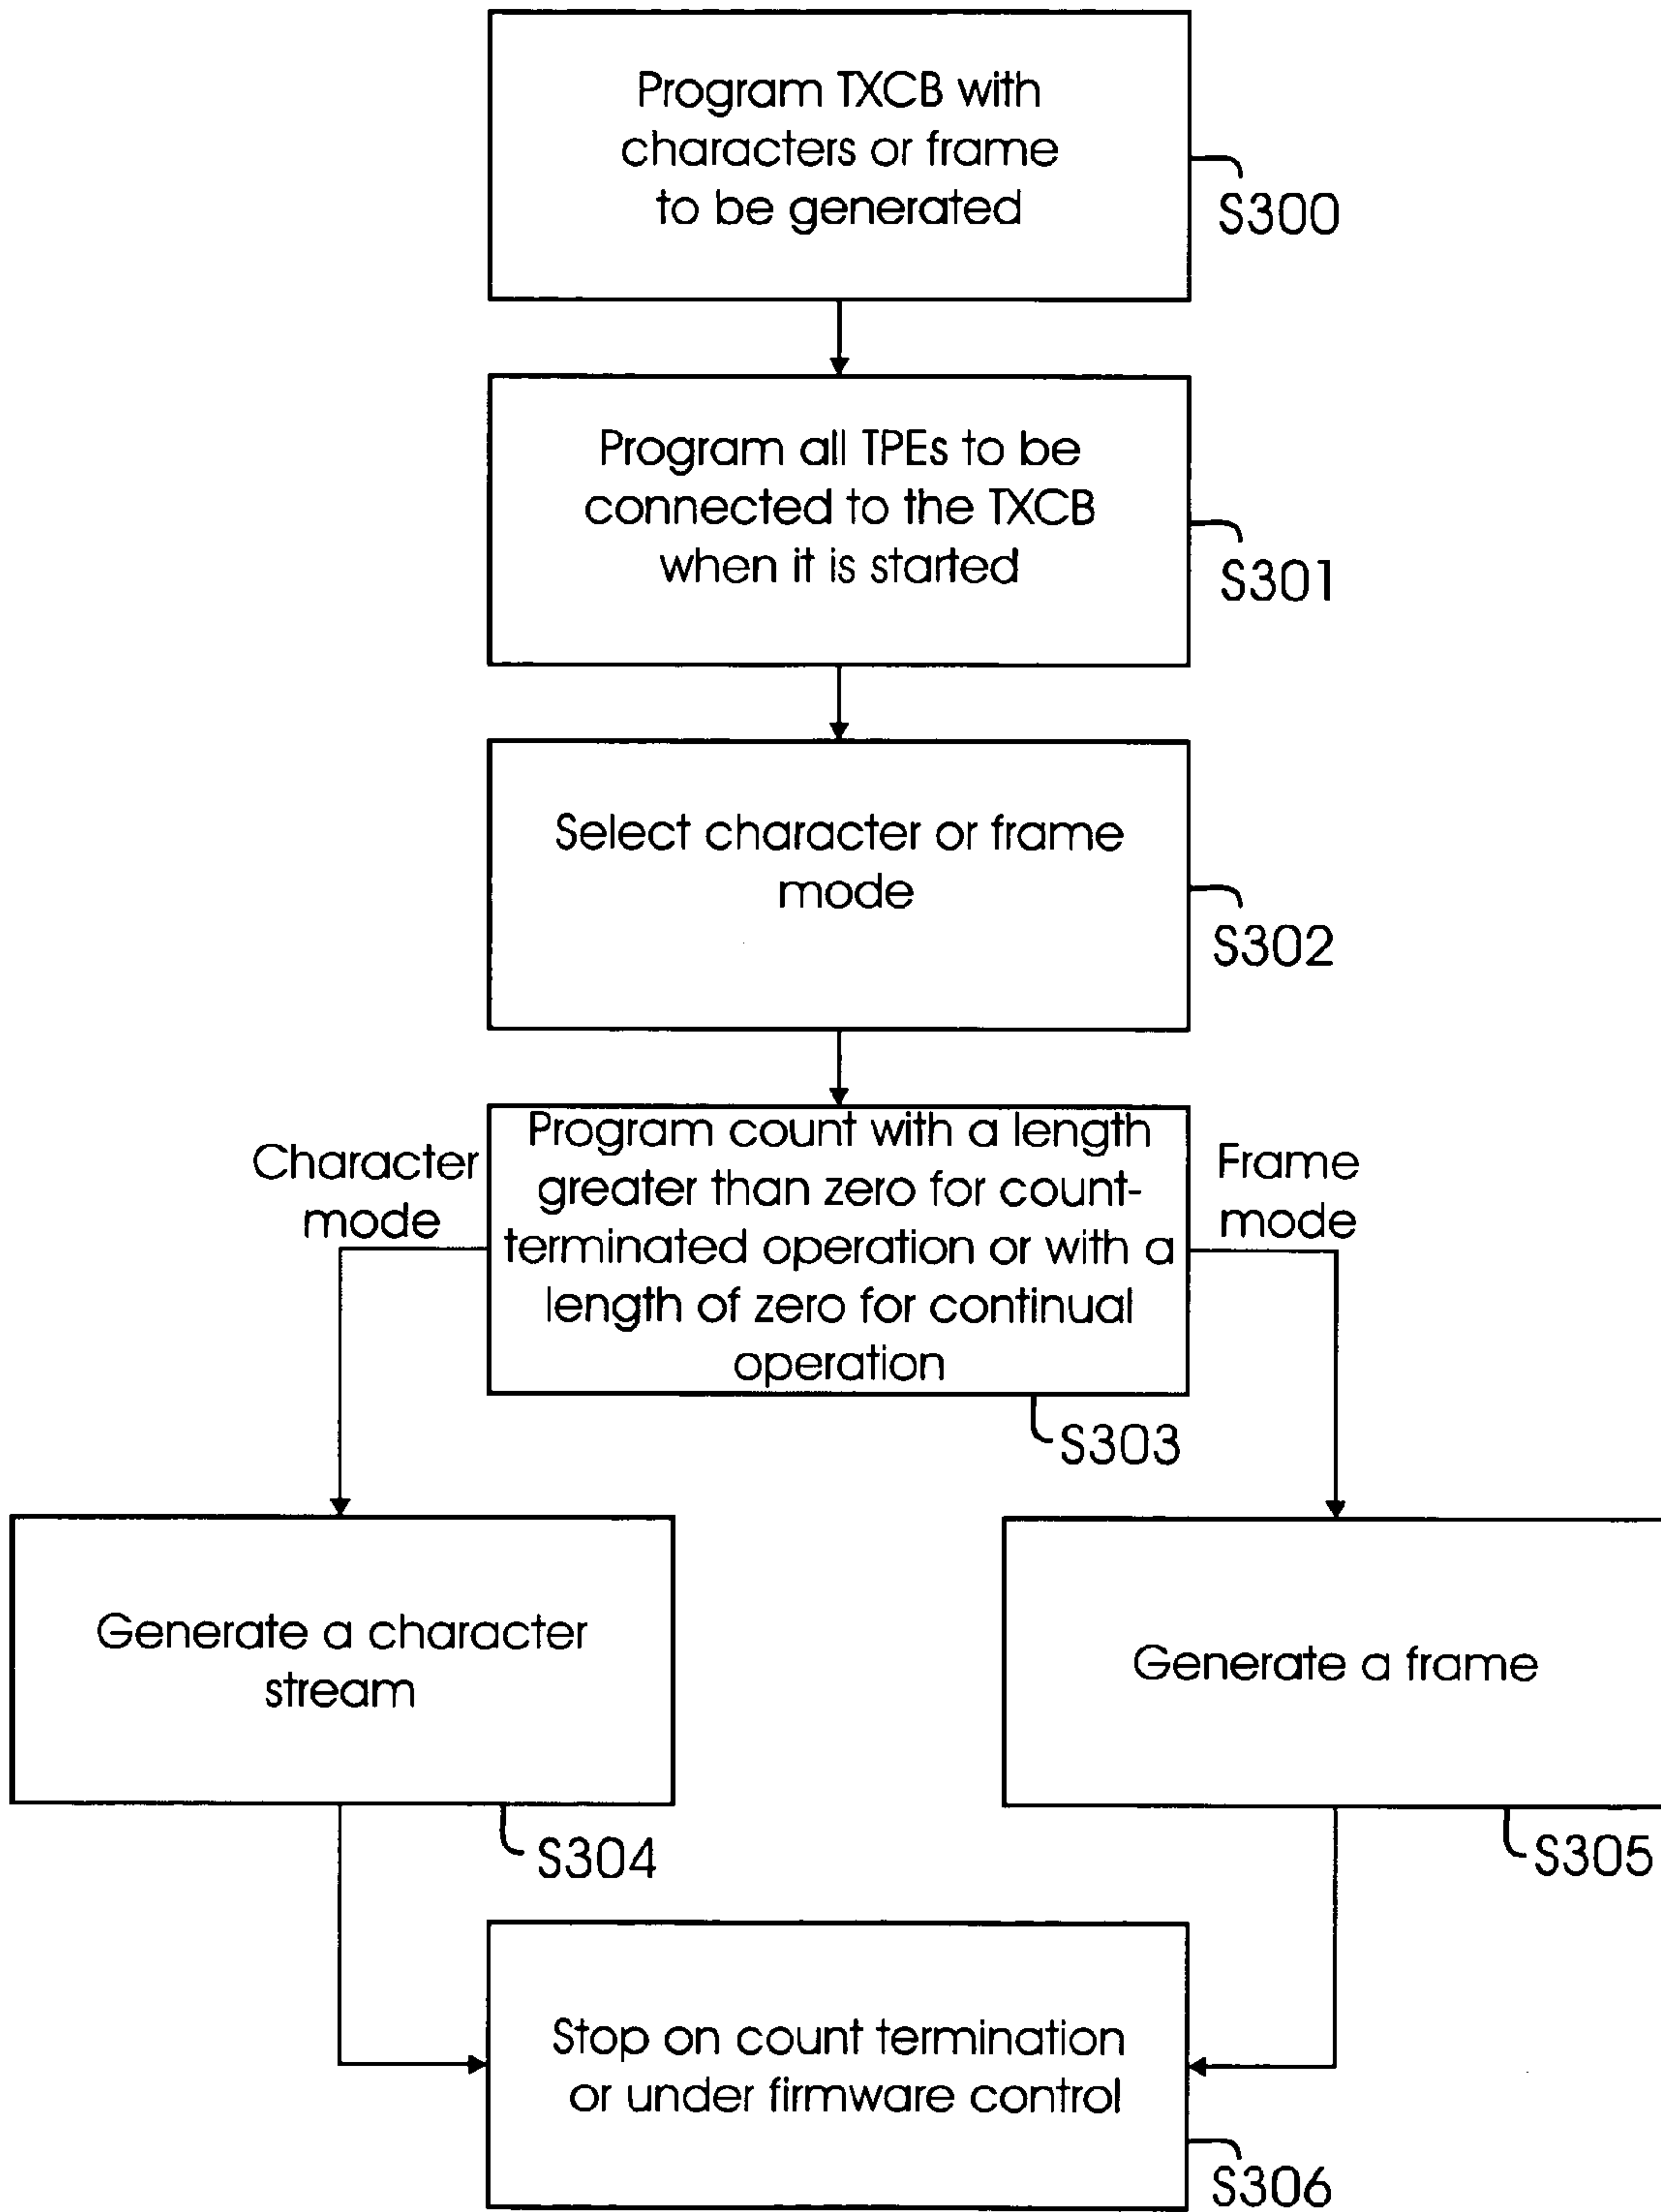 Program TXCB with
characters or frame
to be generated
S300
Program all TPEs to be
connected to the TXCB
when it is started
S301
Select character or frame
mode
S302
Program count with a length
greater than zero for count-
terminated operation or with a
length of zero for continual
operation
S303
Character
mode
Frame
mode
Generate a character
stream
S304
Generate a frame
S305
Stop on count termination
or under firmware control
S306